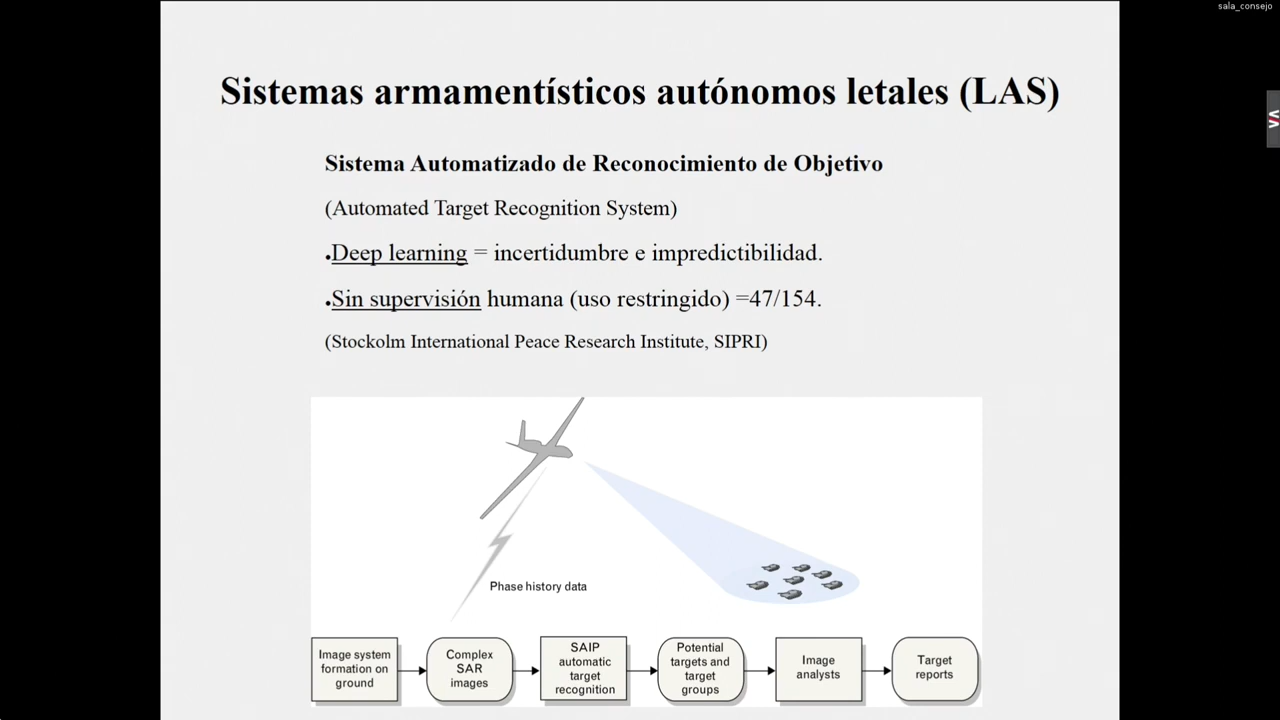 sala_consejo
Sistemas armamentísticos autónomos letales (LAS)
Sistema Automatizado de Reconocimiento de Objetivo
(Automated Target Recognition System)
.Deep learning = incertidumbre e impredictibilidad.
.Sin supervisión humana (uso restringido) =47/154.
(Stockolm International Peace Research Institute, SIPRI)
Phase history data
Image system
formation on
ground
Complex
SAR
images
SAIP
automatic
target
recognition
Potential
targets and
target
groups
Image
analysts
Target
reports